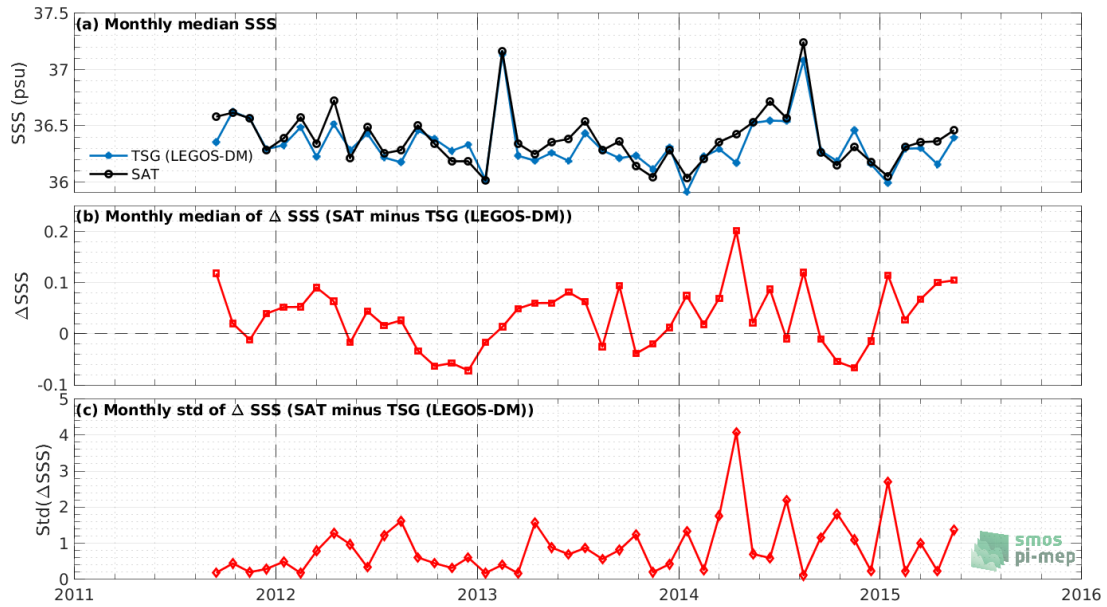 37.5
(a) Monthly median SSS
37
SSS (psu)
36.5
TSG (LEGOS-DM)
SAT
36
(b) Monthly median of Δ SSS (SAT minus TSG (LEGOS-DM))
0.2
ΔSSS
0.1
0
-0.1
5
(c) Monthly std of Δ SSS (SAT minus TSG (LEGOS-DM))
4
Std(ΔSSS)
3
2
1
smos
pi-mep
0
2011 2012 2013 2014 2015 2016